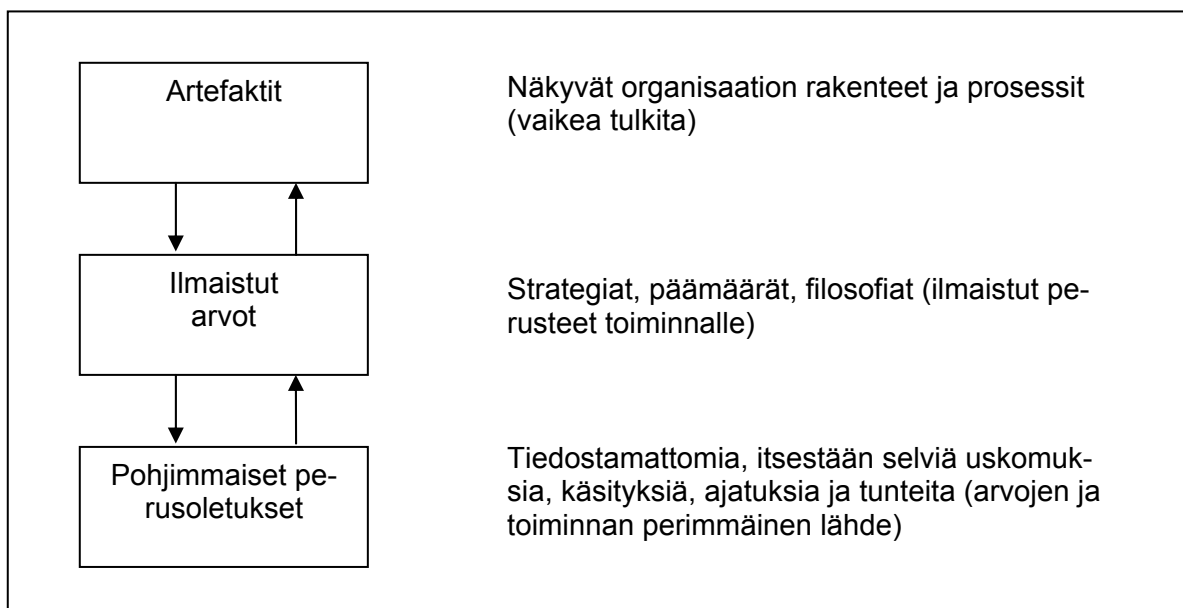 Artefaktit
Näkyvät organisaation rakenteet ja prosessit
(vaikea tulkita)
Ilmaistut
arvot
Strategiat, päämäärät, filosofiat (ilmaistut pe-
rusteet toiminnalle)
Pohjimmaiset pe-
rusoletukset
Tiedostamattomia, itsestään selviä uskomuk-
sia, käsityksiä, ajatuksia ja tunteita (arvojen ja
toiminnan perimmäinen lähde)